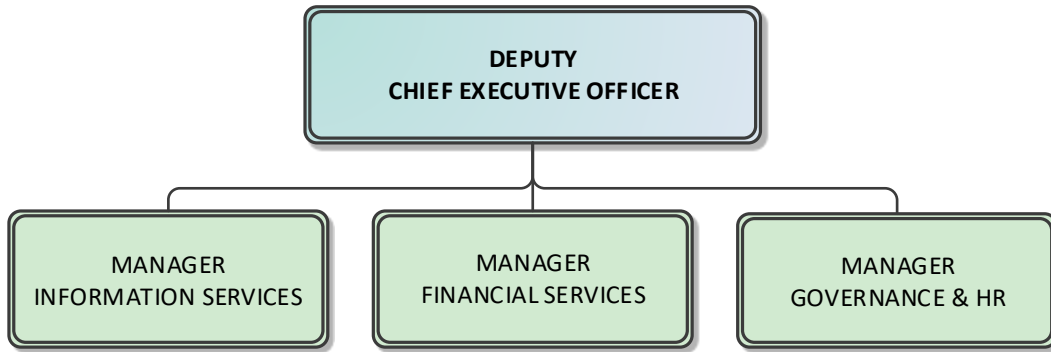 DEPUTY
CHIEF EXECUTIVE OFFICER
MANAGER
INFORMATION SERVICES
MANAGER
FINANCIAL SERVICES
MANAGER
GOVERNANCE & HR